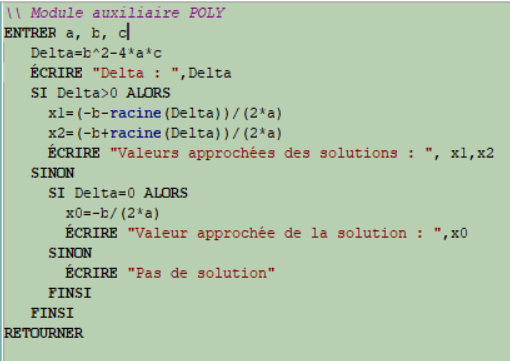 \\ Module auxiliaire POLY
ENTRER a, b, c
Delta=b^2-4*a*c
ÉCRIRE "Delta : ",Delta
SI Delta>0 ALORS
x1=(-b-racine(Delta))/(2*a)
x2=(-b+racine(Delta))/(2*a)
ÉCRIRE "Valeurs approchées des solutions : ", x1,x2
SINON
SI Delta=0 ALORS
x0=-b/(2*a)
ÉCRIRE "Valeur approchée de la solution : ",x0
SINON
ÉCRIRE "Pas de solution"
FINSI
FINSI
RETOURNER